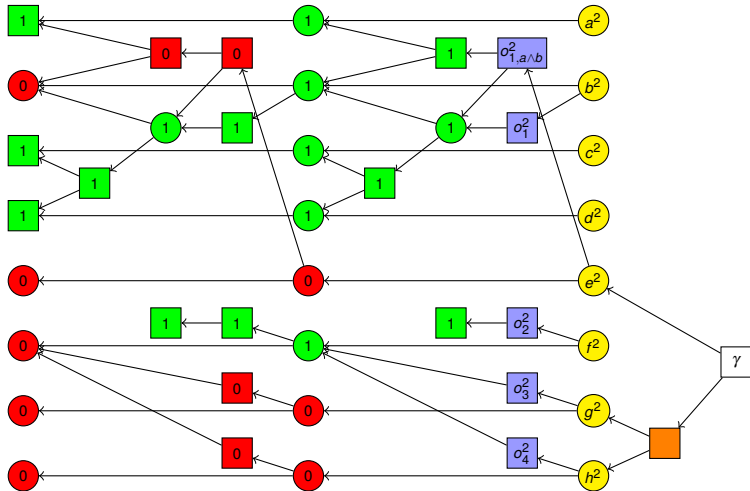 1 1 a²
0 0 1 o²₁,ₐ∧b
0 1 b²
1 1 1 o²₁
1 1 c²
1 1
1 1 d²
0 0 e²
1 1 1 o²₂
0 1 f²
γ
0 o²₃
0 0 g²
0 o²₄
0 0 h²